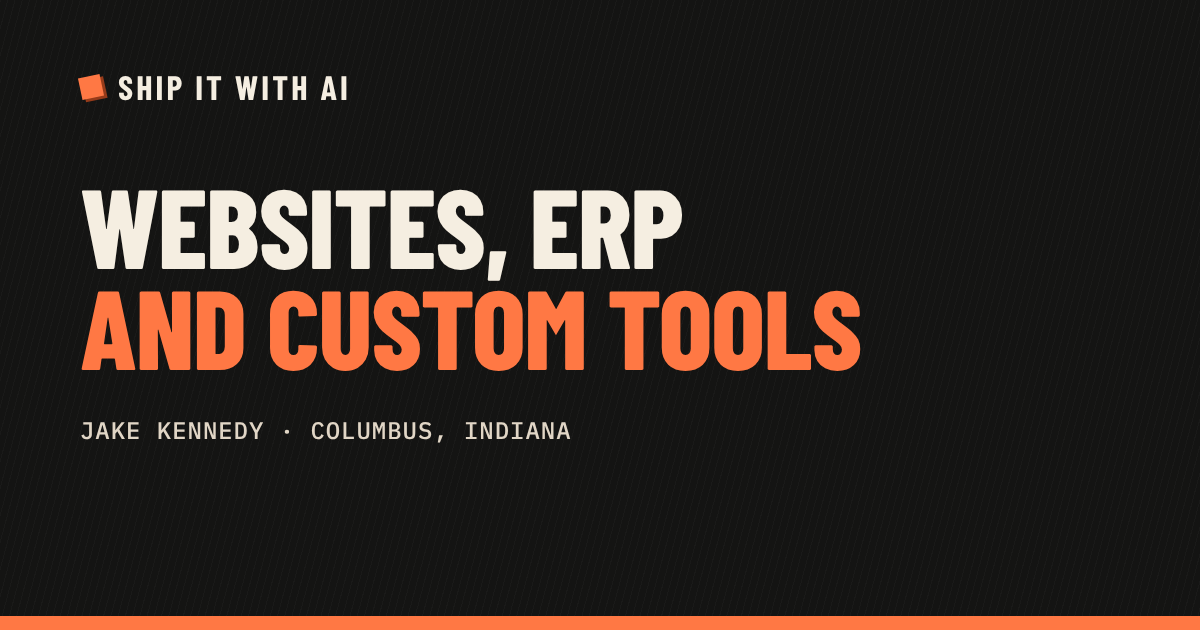 SHIP IT WITH AI
WEBSITES, ERP
AND CUSTOM TOOLS
JAKE KENNEDY · COLUMBUS, INDIANA